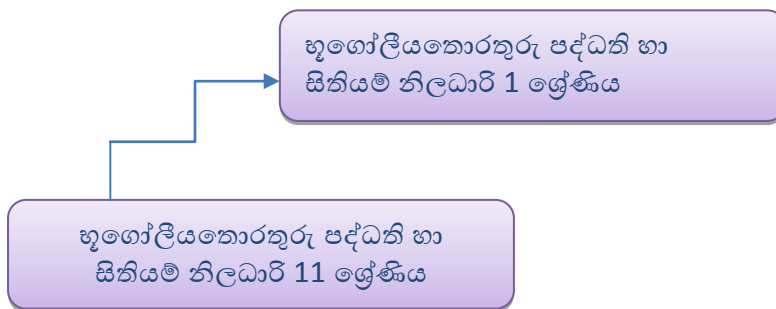 භූගෝලීයතොරතුරු පද්ධති හා
සිතියම් නිලධාරි 1 ශ්‍රේණිය
භූගෝලීයතොරතුරු පද්ධති හා
සිතියම් නිලධාරි 11 ශ්‍රේණිය